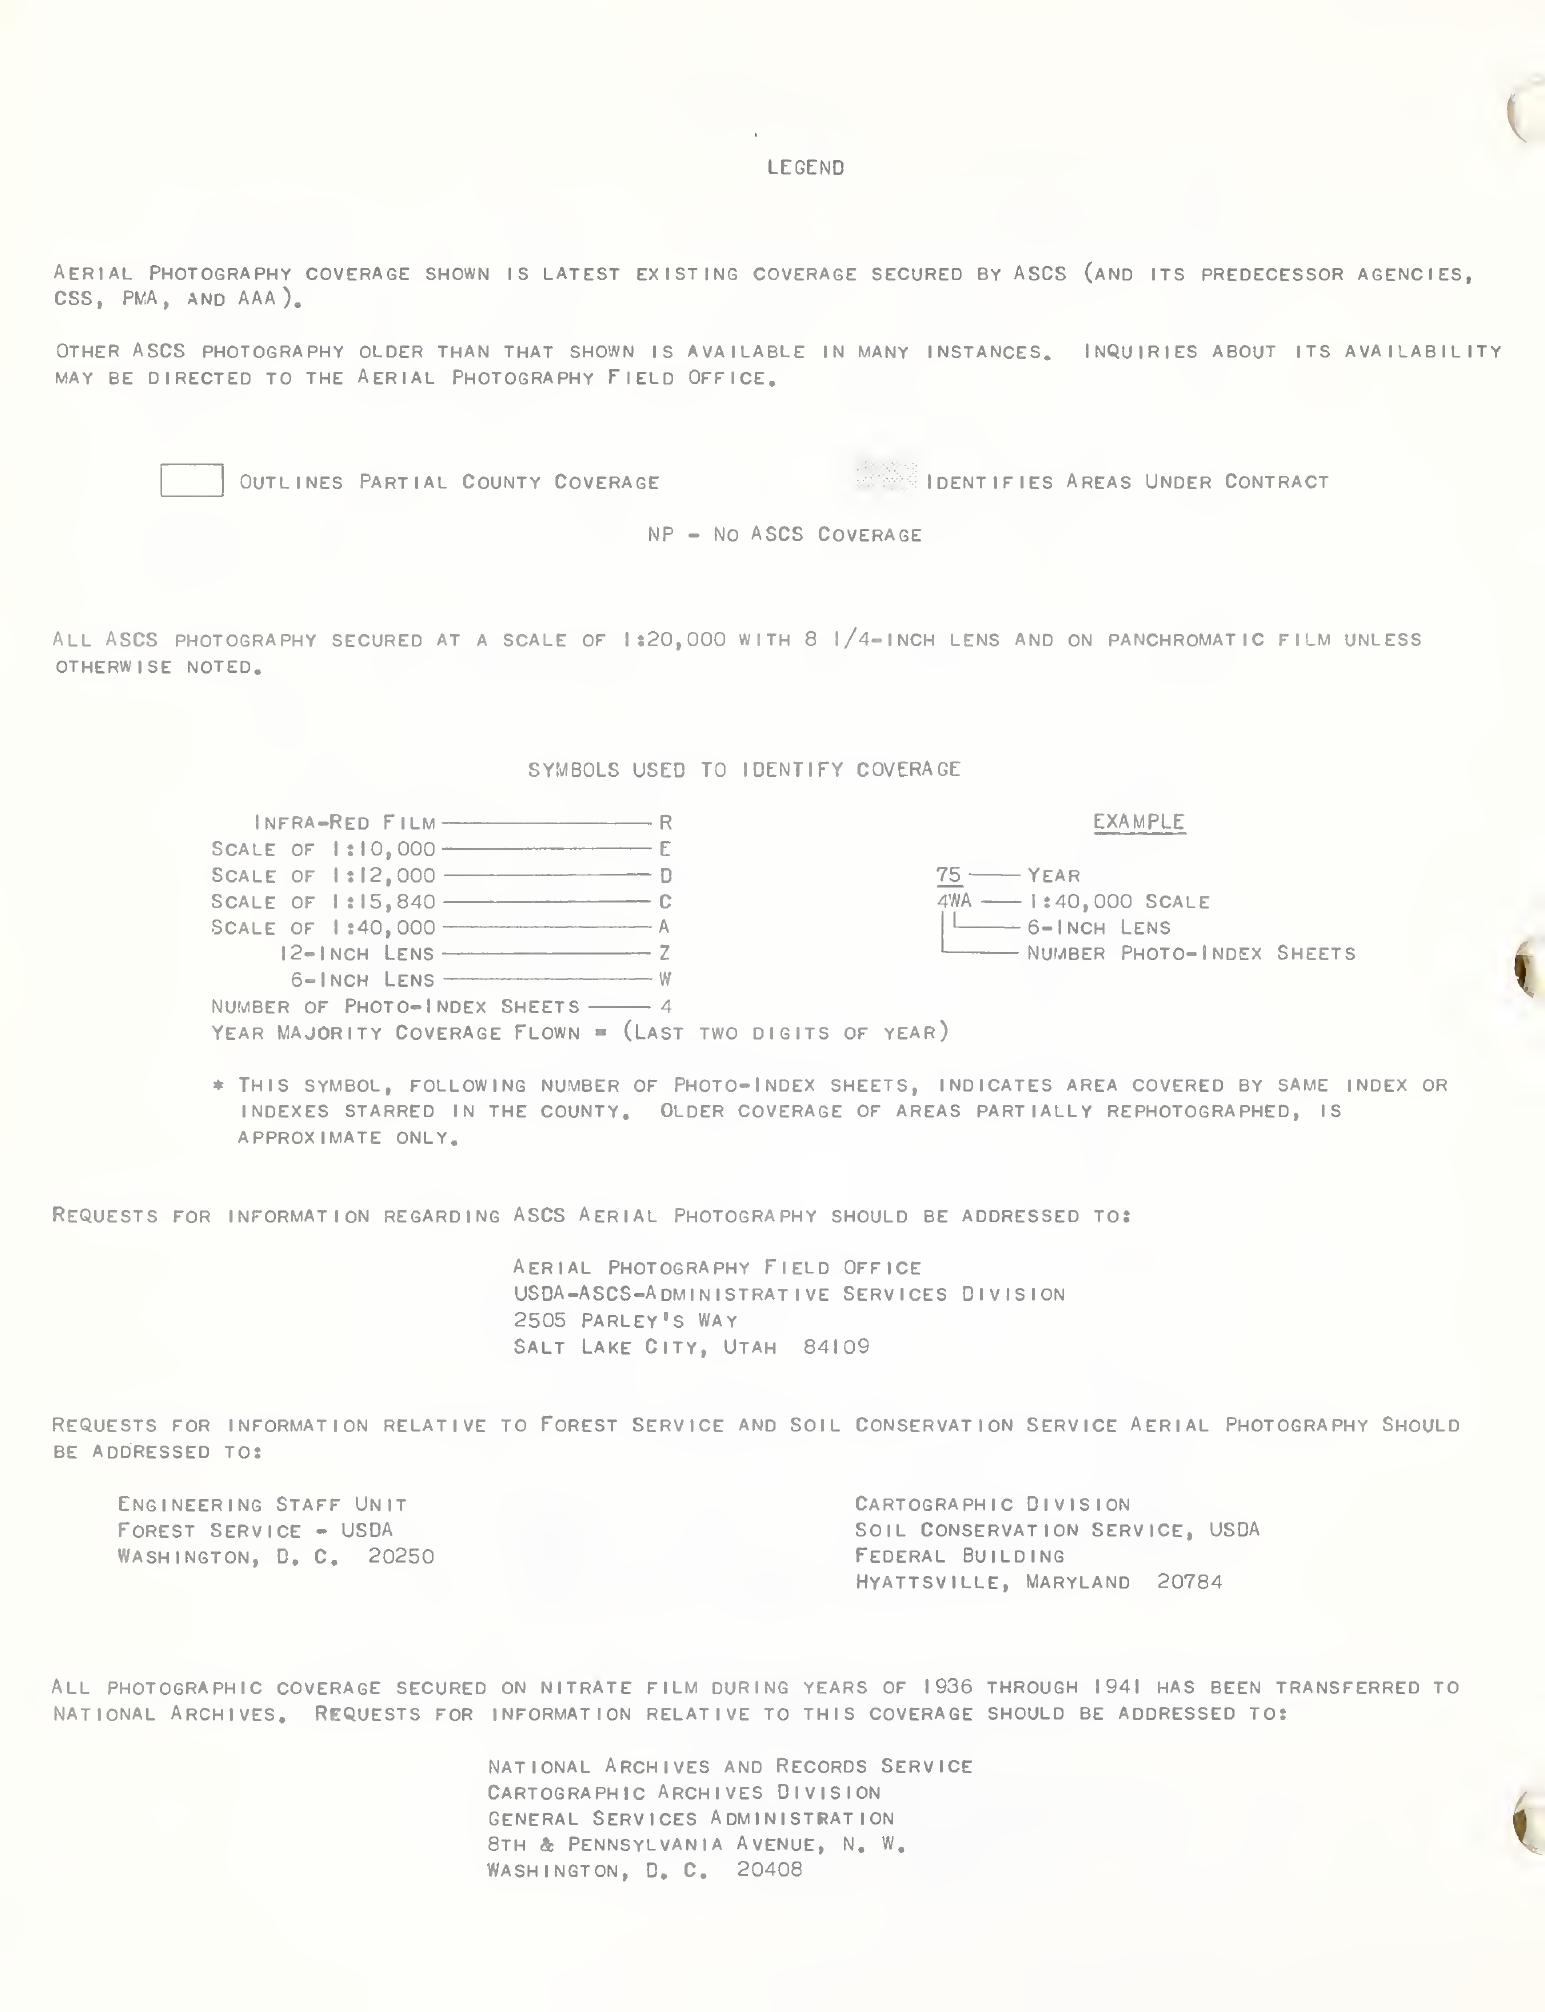 LEGEND
AERIAL PHOTOGRAPHY COVERAGE SHOWN IS LATEST EXISTING COVERAGE SECURED BY ASCS (AND ITS PREDECESSOR AGENCIES,
CSS, PMA, AND AAA).
OTHER ASCS PHOTOGRAPHY OLDER THAN THAT SHOWN IS AVAILABLE IN MANY INSTANCES. INQUIRIES ABOUT ITS AVAILABILITY
MAY BE DIRECTED TO THE AERIAL PHOTOGRAPHY FIELD OFFICE.
OUTLINES PARTIAL COUNTY COVERAGE
IDENTIFIES AREAS UNDER CONTRACT
NP - NO ASCS COVERAGE
ALL ASCS PHOTOGRAPHY SECURED AT A SCALE OF 1:20,000 WITH 8 1/4-INCH LENS AND ON PANCHROMATIC FILM UNLESS
OTHERWISE NOTED.
SYMBOLS USED TO IDENTIFY COVERAGE
INFRA-RED FILM R
SCALE OF 1:10,000 E
SCALE OF 1:12,000 D
SCALE OF 1:15,840 C
SCALE OF 1:40,000 A
12-INCH LENS Z
6-INCH LENS W
NUMBER OF PHOTO-INDEX SHEETS 4
YEAR MAJORITY COVERAGE FLOWN = (LAST TWO DIGITS OF YEAR)
EXAMPLE
75 YEAR
4WA 1:40,000 SCALE
6-INCH LENS
NUMBER PHOTO-INDEX SHEETS
* THIS SYMBOL, FOLLOWING NUMBER OF PHOTO-INDEX SHEETS, INDICATES AREA COVERED BY SAME INDEX OR
INDEXES STARRED IN THE COUNTY. OLDER COVERAGE OF AREAS PARTIALLY REPHOTOGRAPHED, IS
APPROXIMATE ONLY.
REQUESTS FOR INFORMATION REGARDING ASCS AERIAL PHOTOGRAPHY SHOULD BE ADDRESSED TO:
AERIAL PHOTOGRAPHY FIELD OFFICE
USDA-ASCS-ADMINISTRATIVE SERVICES DIVISION
2505 PARLEY'S WAY
SALT LAKE CITY, UTAH 84109
REQUESTS FOR INFORMATION RELATIVE TO FOREST SERVICE AND SOIL CONSERVATION SERVICE AERIAL PHOTOGRAPHY SHOULD
BE ADDRESSED TO:
ENGINEERING STAFF UNIT
FOREST SERVICE - USDA
WASHINGTON, D. C. 20250
CARTOGRAPHIC DIVISION
SOIL CONSERVATION SERVICE, USDA
FEDERAL BUILDING
HYATTSVILLE, MARYLAND 20784
ALL PHOTOGRAPHIC COVERAGE SECURED ON NITRATE FILM DURING YEARS OF 1936 THROUGH 1941 HAS BEEN TRANSFERRED TO
NATIONAL ARCHIVES. REQUESTS FOR INFORMATION RELATIVE TO THIS COVERAGE SHOULD BE ADDRESSED TO:
NATIONAL ARCHIVES AND RECORDS SERVICE
CARTOGRAPHIC ARCHIVES DIVISION
GENERAL SERVICES ADMINISTRATION
8TH & PENNSYLVANIA AVENUE, N. W.
WASHINGTON, D. C. 20408